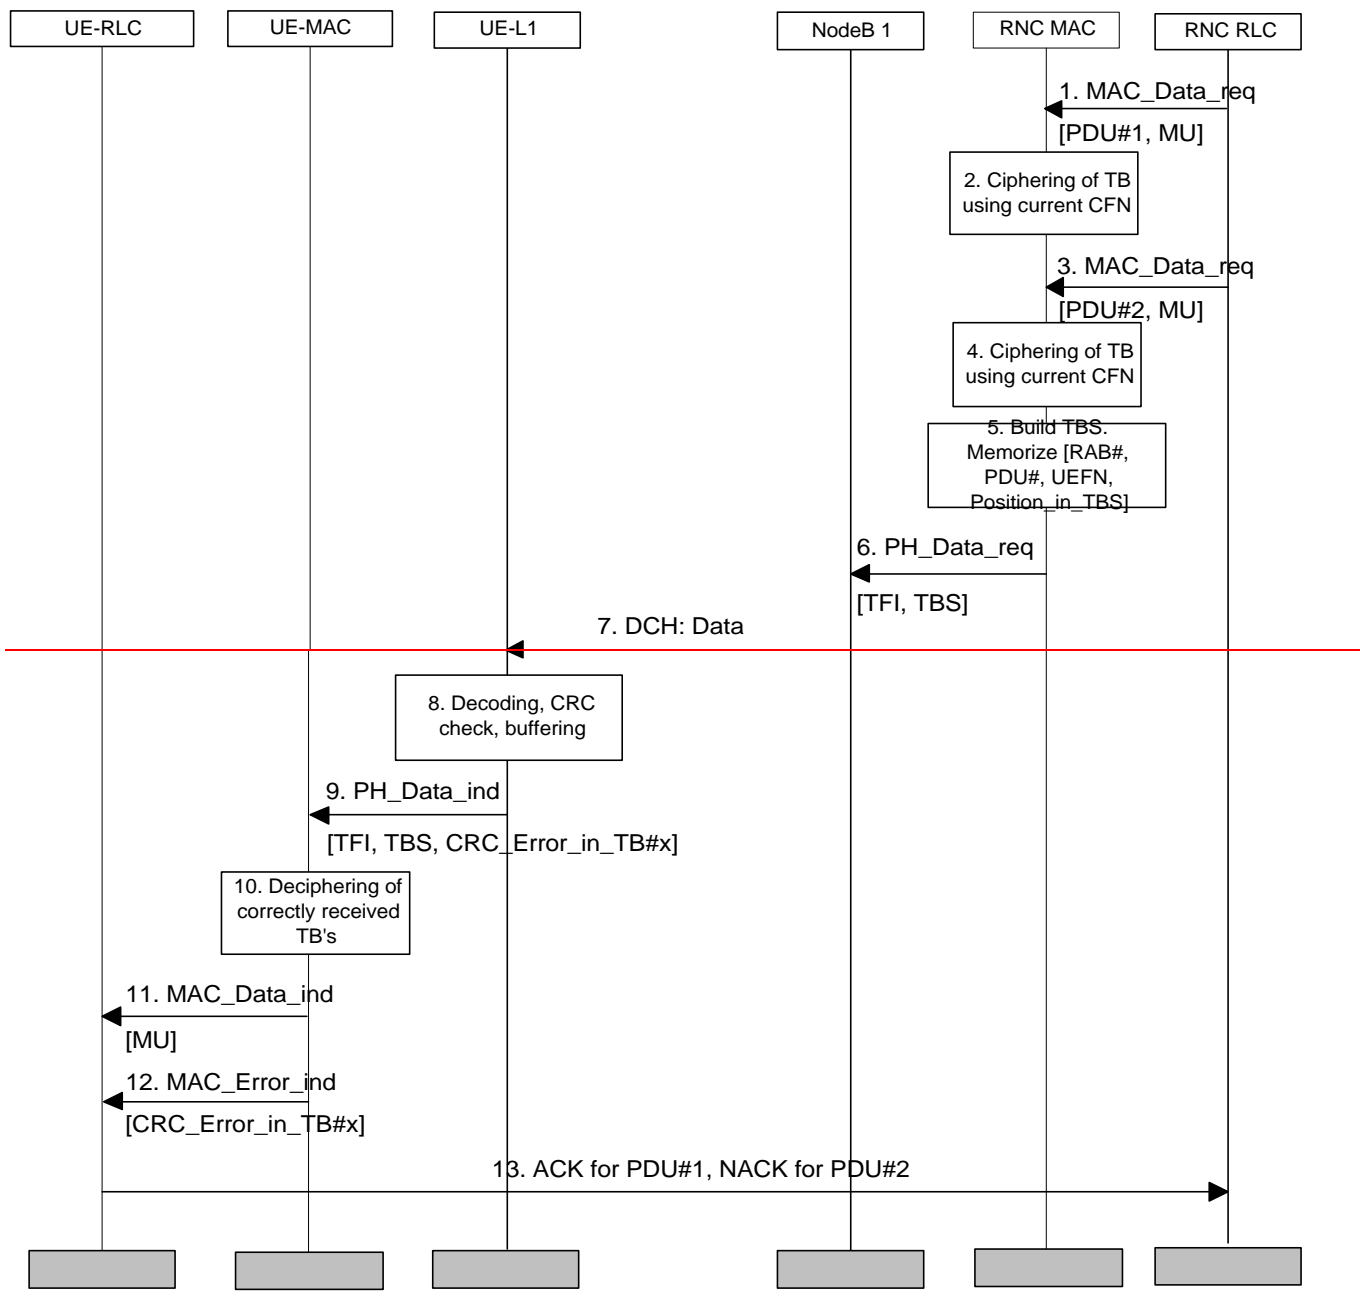 UE-RLC
UE-MAC
UE-L1
NodeB 1
RNC MAC
RNC RLC
1. MAC_Data_req
[PDU#1, MU]
2. Ciphering of TB
using current CFN
3. MAC_Data_req
[PDU#2, MU]
4. Ciphering of TB
using current CFN
5. Build TBS.
Memorize [RAB#,
PDU#, UEFN,
Position_in_TBS]
6. PH_Data_req
[TFI, TBS]
7. DCH: Data
8. Decoding, CRC
check, buffering
9. PH_Data_ind
[TFI, TBS, CRC_Error_in_TB#x]
10. Deciphering of
correctly received
TB's
11. MAC_Data_ind
[MU]
12. MAC_Error_ind
[CRC_Error_in_TB#x]
13. ACK for PDU#1, NACK for PDU#2